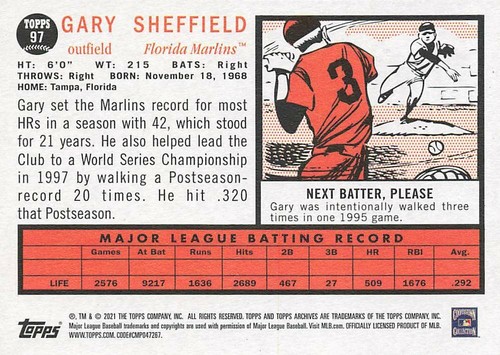 TOPPS
97
GARY SHEFFIELD
outfield Florida Marlins™
HT: 6'0" WT: 215 BATS: Right
THROWS: Right BORN: November 18, 1968
HOME: Tampa, Florida
Gary set the Marlins record for most
HRs in a season with 42, which stood
for 21 years. He also helped lead the
Club to a World Series Championship
in 1997 by walking a Postseason-
record 20 times. He hit .320
that Postseason.
3
NEXT BATTER, PLEASE
Gary was intentionally walked three
times in one 1995 game.
MAJOR LEAGUE BATTING RECORD
Games At Bat Runs Hits 2B 3B HR RBI Avg.
LIFE 2576 9217 1636 2689 467 27 509 1676 .292
Topps
®, TM & © 2021 THE TOPPS COMPANY, INC. ALL RIGHTS RESERVED. TOPPS AND TOPPS ARCHIVES ARE TRADEMARKS OF THE TOPPS COMPANY, INC.
Major League Baseball trademarks and copyrights are used with permission of Major League Baseball. Visit MLB.com. OFFICIALLY LICENSED PRODUCT OF MLB.
WWW.TOPPS.COM. CODE#CMP047267.